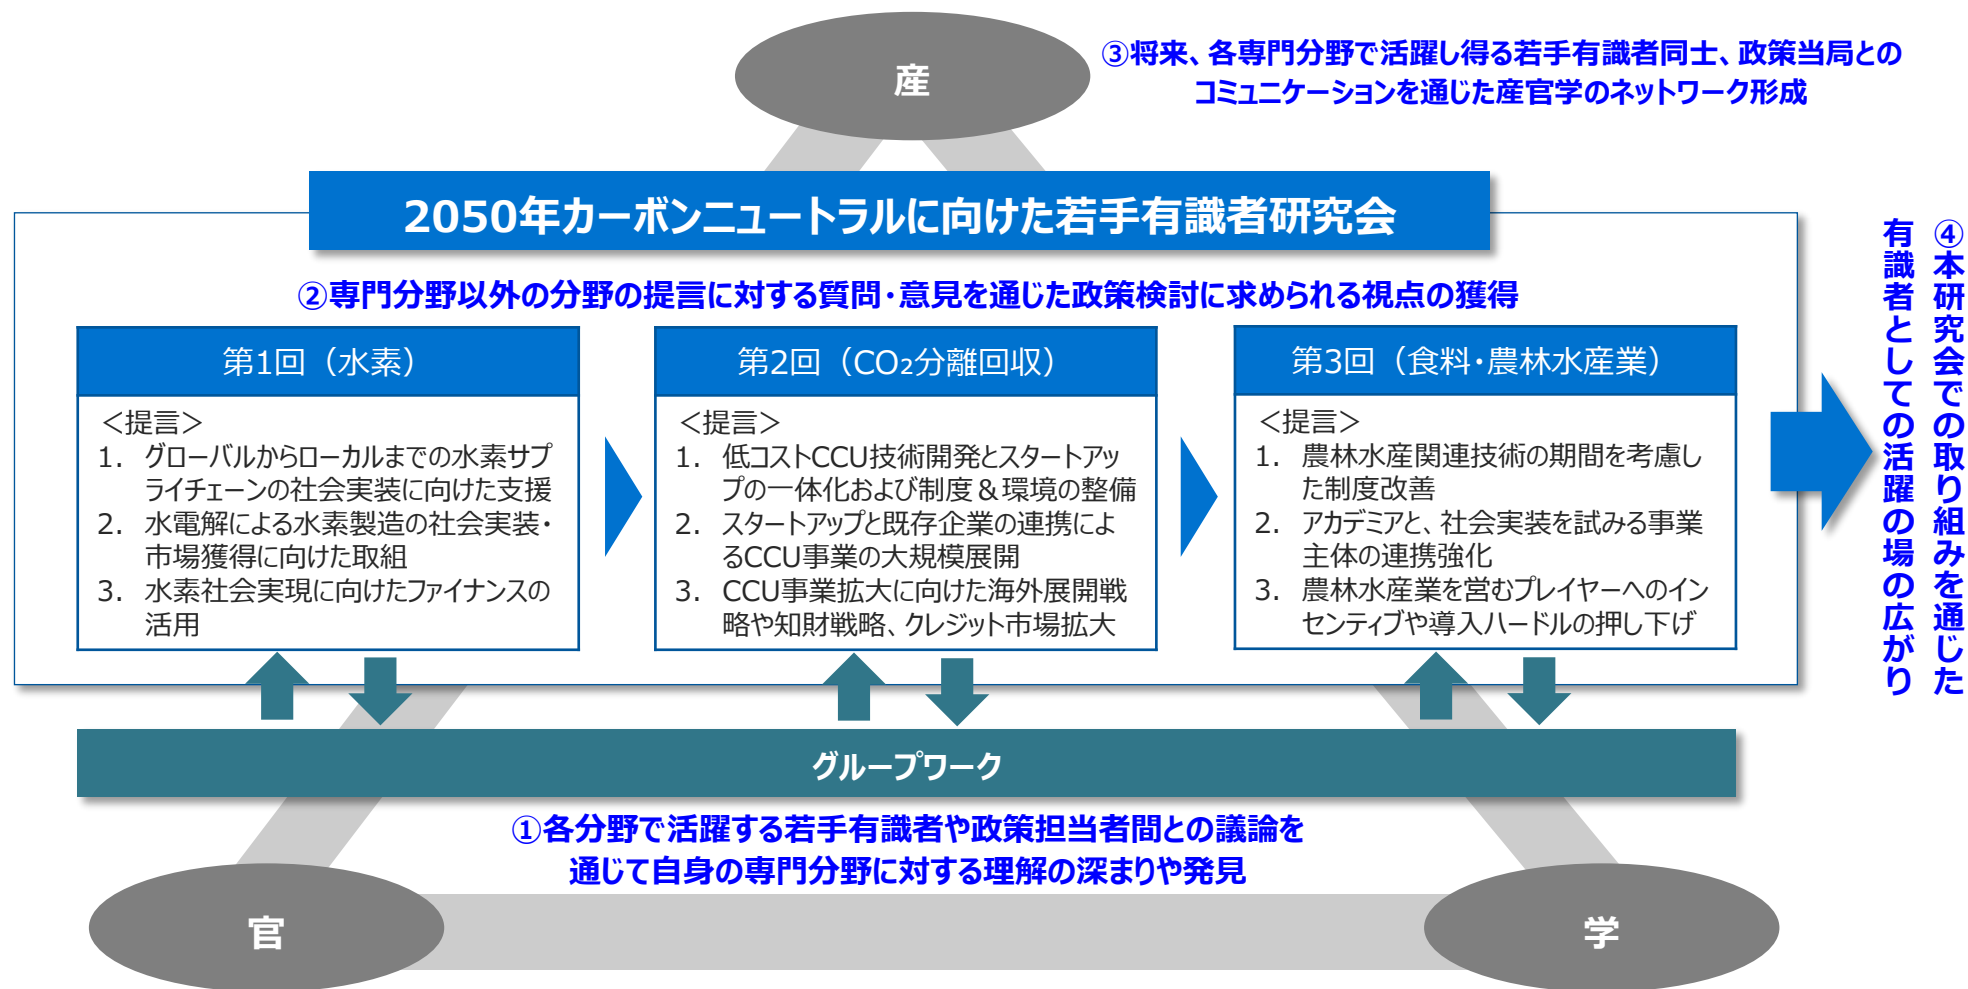 産
③将来、各専門分野で活躍し得る若手有識者同士、政策当局との
コミュニケーションを通じた産官学のネットワーク形成
2050年カーボンニュートラルに向けた若手有識者研究会
②専門分野以外の分野の提言に対する質問・意見を通じた政策検討に求められる視点の獲得
第1回（水素）
＜提言＞
1. グローバルからローカルまでの水素サプ
ライチェーンの社会実装に向けた支援
2. 水電解による水素製造の社会実装・
市場獲得に向けた取組
3. 水素社会実現に向けたファイナンスの
活用
第2回（CO₂分離回収）
＜提言＞
1. 低コストCCU技術開発とスタートアッ
プの一体化および制度＆環境の整備
2. スタートアップと既存企業の連携によ
るCCU事業の大規模展開
3. CCU事業拡大に向けた海外展開戦
略や知財戦略、クレジット市場拡大
第3回（食料・農林水産業）
＜提言＞
1. 農林水産関連技術の期間を考慮し
た制度改善
2. アカデミアと、社会実装を試みる事業
主体の連携強化
3. 農林水産業を営むプレイヤーへのイン
センティブや導入ハードルの押し下げ
④本研究会での取り組みを通じた
有識者としての活躍の場の広がり
グループワーク
①各分野で活躍する若手有識者や政策担当者間との議論を
通じて自身の専門分野に対する理解の深まりや発見
官
学